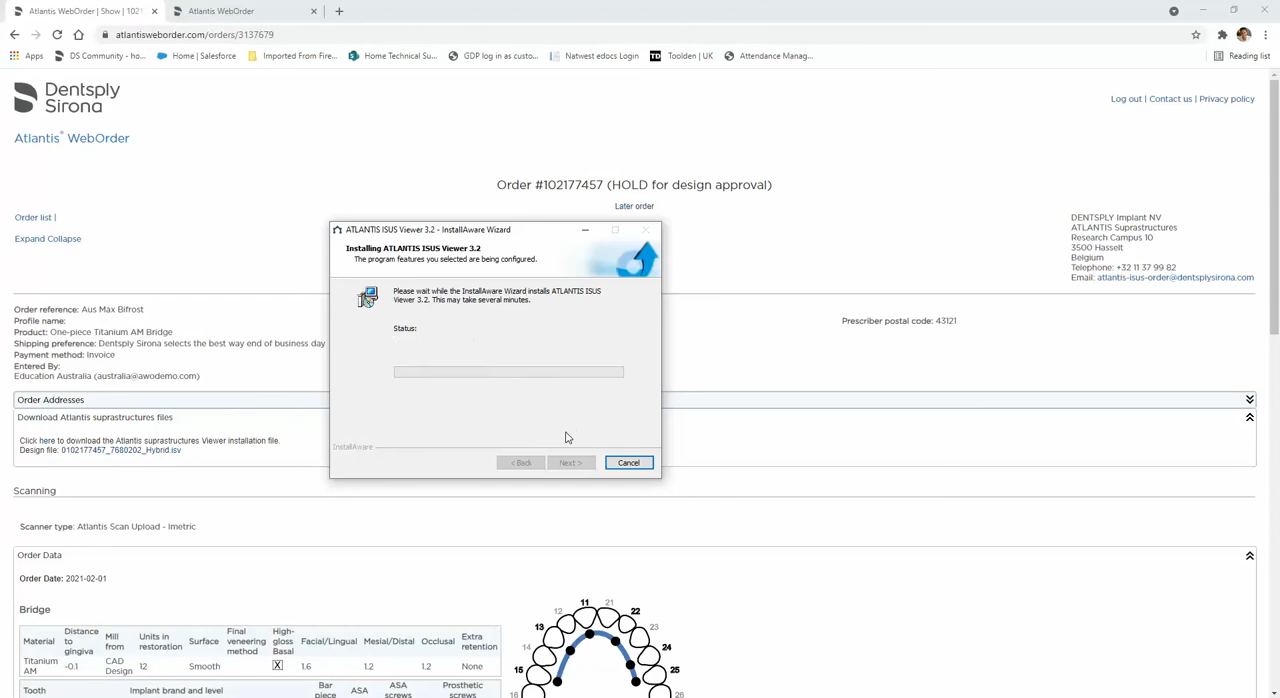 Atlantis WebOrder | Show | 1021
Atlantis WebOrder
atlantisweborder.com/orders/3137679
Apps
DS Community - ho...
Home | Salesforce
Imported From Fire...
Home Technical Su...
GDP log in as custo...
Natwest edocs Login
TD
Toolden | UK
Attendance Manag...
Reading list
Dentsply
Sirona
Log out | Contact us | Privacy policy
Atlantis® WebOrder
Order #102177457 (HOLD for design approval)
Later order
Order list |
Expand Collapse
DENTSPLY Implant NV
ATLANTIS Suprastructures
Research Campus 10
3500 Hasselt
Belgium
Telephone: +32 11 37 99 82
Email: atlantis-isus-order@dentsplysirona.com
ATLANTIS ISUS Viewer 3.2 - InstallAware Wizard
Installing ATLANTIS ISUS Viewer 3.2
The program features you selected are being configured.
Please wait while the InstallAware Wizard installs ATLANTIS ISUS
Viewer 3.2. This may take several minutes.
Status:
InstallAware
< Back
Next >
Cancel
Order reference: Aus Max Bifrost
Profile name:
Product: One-piece Titanium AM Bridge
Shipping preference: Dentsply Sirona selects the best way end of business day
Payment method: Invoice
Entered By:
Education Australia (australia@awodemo.com)
Prescriber postal code: 43121
Order Addresses
Download Atlantis suprastructures files
Click here to download the Atlantis suprastructures Viewer installation file.
Design file: 0102177457_7680202_Hybrid.isv
Scanning
Scanner type: Atlantis Scan Upload - Imetric
Order Data
Order Date: 2021-02-01
Bridge
Material
Distance to gingiva
Mill from
Units in restoration
Surface
Final veneering method
High-gloss Basal
Facial/Lingual
Mesial/Distal
Occlusal
Extra retention
Titanium AM
-0.1
CAD Design
12
Smooth
X
1.6
1.2
1.2
None
Tooth
Implant brand and level
Bar piece
ASA
ASA screws
Prosthetic screws
11
21
12
22
13
23
14
24
15
25
16
26